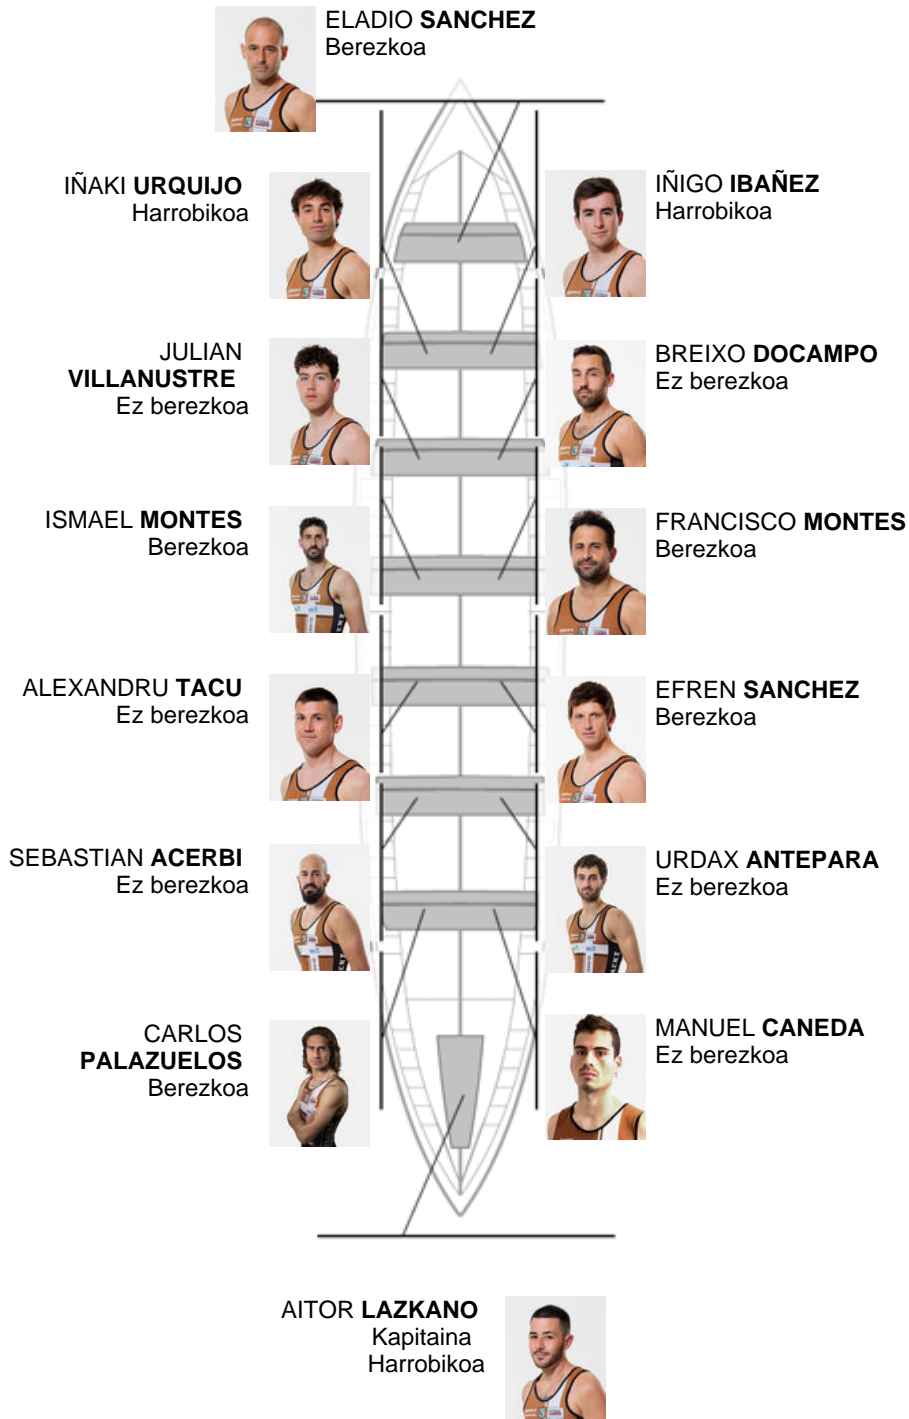 ELADIO SANCHEZ
Berezkoa
IÑAKI URQUIJO
Harrobikoa
IÑIGO IBAÑEZ
Harrobikoa
JULIAN
VILLANUSTRE
Ez berezkoa
BREIXO DOCAMPO
Ez berezkoa
ISMAEL MONTES
Berezkoa
FRANCISCO MONTES
Berezkoa
ALEXANDRU TACU
Ez berezkoa
EFREN SANCHEZ
Berezkoa
SEBASTIAN ACERBI
Ez berezkoa
URDAX ANTEPARA
Ez berezkoa
CARLOS
PALAZUELOS
Berezkoa
MANUEL CANEDA
Ez berezkoa
AITOR LAZKANO
Kapitaina
Harrobikoa